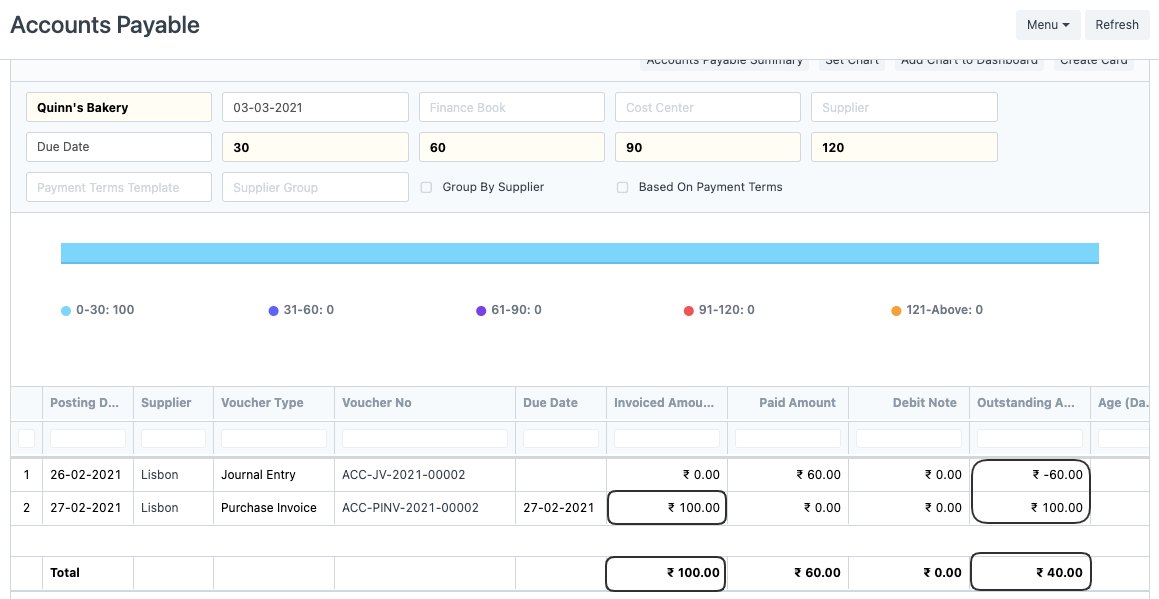 Accounts Payable
Menu Refresh
Accounts Payable Summary Set Chart Add Chart to Dashboard Create Card
Quinn's Bakery 03-03-2021 Finance Book Cost Center Supplier
Due Date 30 60 90 120
Payment Terms Template Supplier Group Group By Supplier Based On Payment Terms
0-30: 100 31-60: 0 61-90: 0 91-120: 0 121-Above: 0
Posting D... Supplier Voucher Type Voucher No Due Date Invoiced Amou... Paid Amount Debit Note Outstanding A... Age (Da.
1 26-02-2021 Lisbon Journal Entry ACC-JV-2021-00002 ₹ 0.00 ₹ 60.00 ₹ 0.00 ₹ -60.00
2 27-02-2021 Lisbon Purchase Invoice ACC-PINV-2021-00002 27-02-2021 ₹ 100.00 ₹ 0.00 ₹ 0.00 ₹ 100.00
Total ₹ 100.00 ₹ 60.00 ₹ 0.00 ₹ 40.00